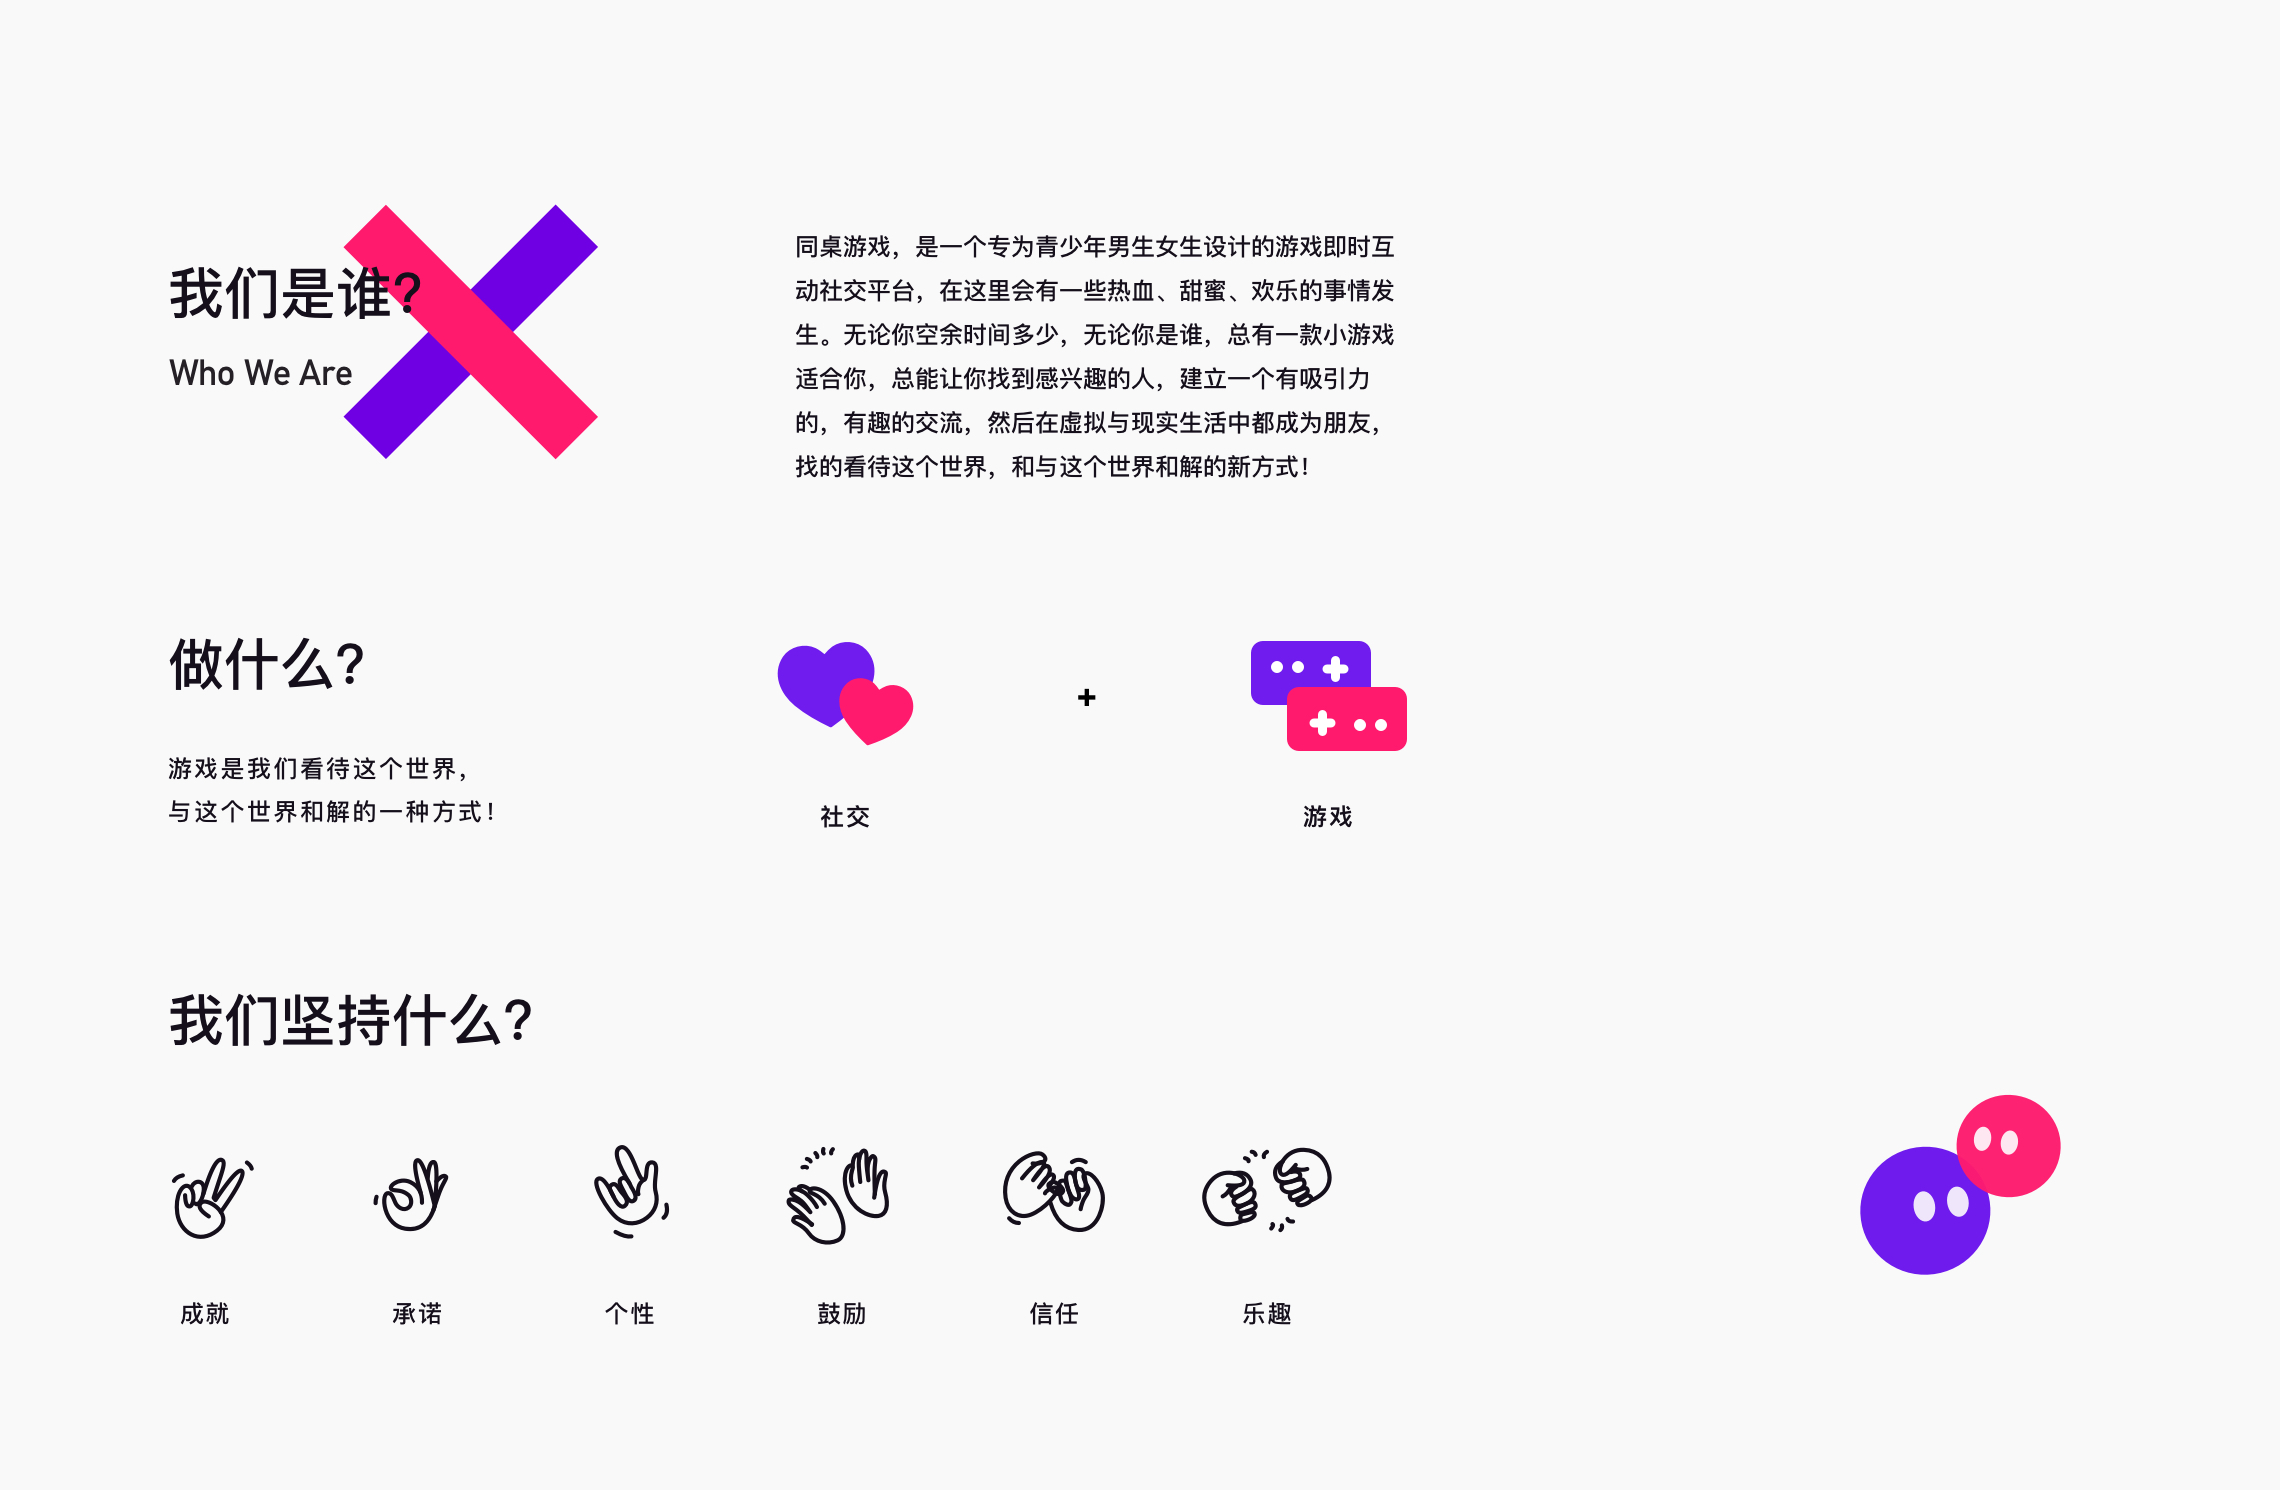 我们是谁?
Who We Are
同桌游戏，是一个专为青少年男生女生设计的游戏即时互
动社交平台，在这里会有一些热血、甜蜜、欢乐的事情发
生。无论你空余时间多少，无论你是谁，总有一款小游戏
适合你，总能让你找到感兴趣的人，建立一个有吸引力
的，有趣的交流，然后在虚拟与现实生活中都成为朋友，
找的看待这个世界，和与这个世界和解的新方式！
做什么?
游戏是我们看待这个世界，
与这个世界和解的一种方式！
社交
+
游戏
我们坚持什么?
成就
承诺
个性
鼓励
信任
乐趣